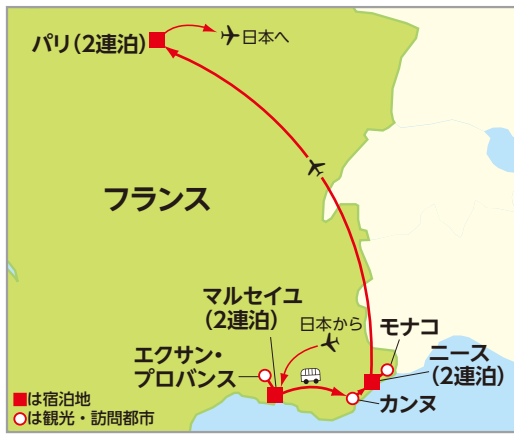 パリ(2連泊)
日本へ
フランス
マルセイユ
(2連泊)
日本から
モナコ
エクサン・
プロバンス
ニース
(2連泊)
カンヌ
■は宿泊地
○は観光・訪問都市